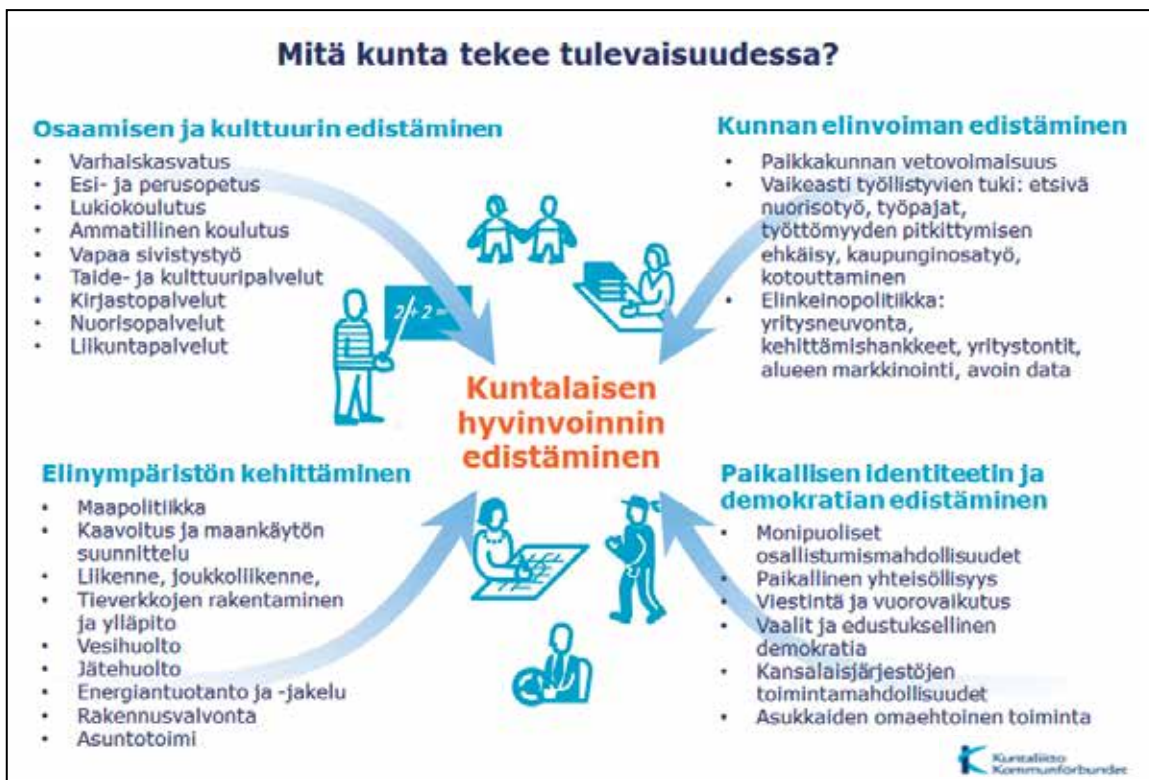 Mitä kunta tekee tulevaisuudessa?
Osaamisen ja kulttuurin edistäminen
• Varhaiskasvatus
• Esi- ja perusopetus
• Lukiokoulutus
• Ammatillinen koulutus
• Vapaa sivistystyö
• Taide- ja kulttuuripalvelut
• Kirjastopalvelut
• Nuorisopalvelut
• Liikuntapalvelut
2+2=
Kunnan elinvoiman edistäminen
• Paikkakunnan vetovoimaisuus
• Vaikeasti työllistyvien tuki: etsivä
nuorisotyö, työpajat,
työttömyyden pitkittymisen
ehkäisy, kaupunginosatyö,
kotouttaminen
• Elinkeinopolitiikka:
yritysneuvonta,
kehittämishankkeet, yritystontit,
alueen markkinointi, avoin data
Kuntalaisen
hyvinvoinnin
edistäminen
Elinympäristön kehittäminen
• Maapolitiikka
• Kaavoitus ja maankäytön
suunnittelu
• Liikenne, joukkoliikenne,
• Tieverkkojen rakentaminen
ja ylläpito
• Vesihuolto
• Jätehuolto
• Energiantuotanto ja -jakelu
• Rakennusvalvonta
• Asuntotoimi
Paikallisen identiteetin ja
demokratian edistäminen
• Monipuoliset
osallistumismahdollisuudet
• Paikallinen yhteisöllisyys
• Viestintä ja vuorovaikutus
• Vaalit ja edustuksellinen
demokratia
• Kansalaisjärjestöjen
toimintamahdollisuudet
• Asukkaiden omaehtoinen toiminta
Kuntaliitto
Kommunförbundet